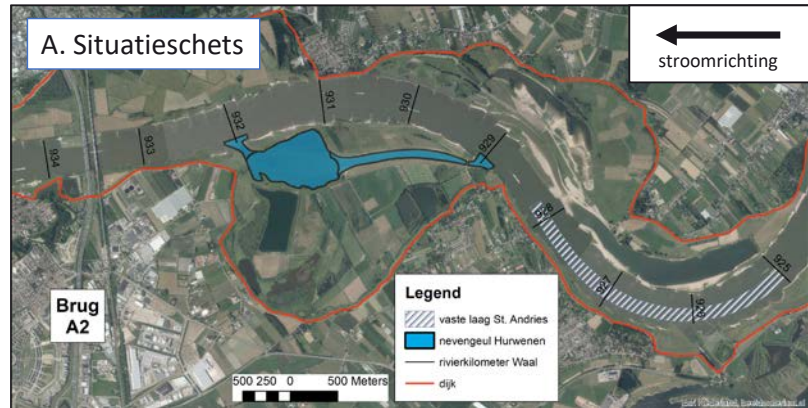 A. Situatieschets
stroomrichting
931
930
932
929
933
934
928
925
927
926
Brug
A2
Legend
vaste laag St. Andries
nevengeul Hurwenen
rivierkilometer Waal
dijk
500 250 0 500 Meters